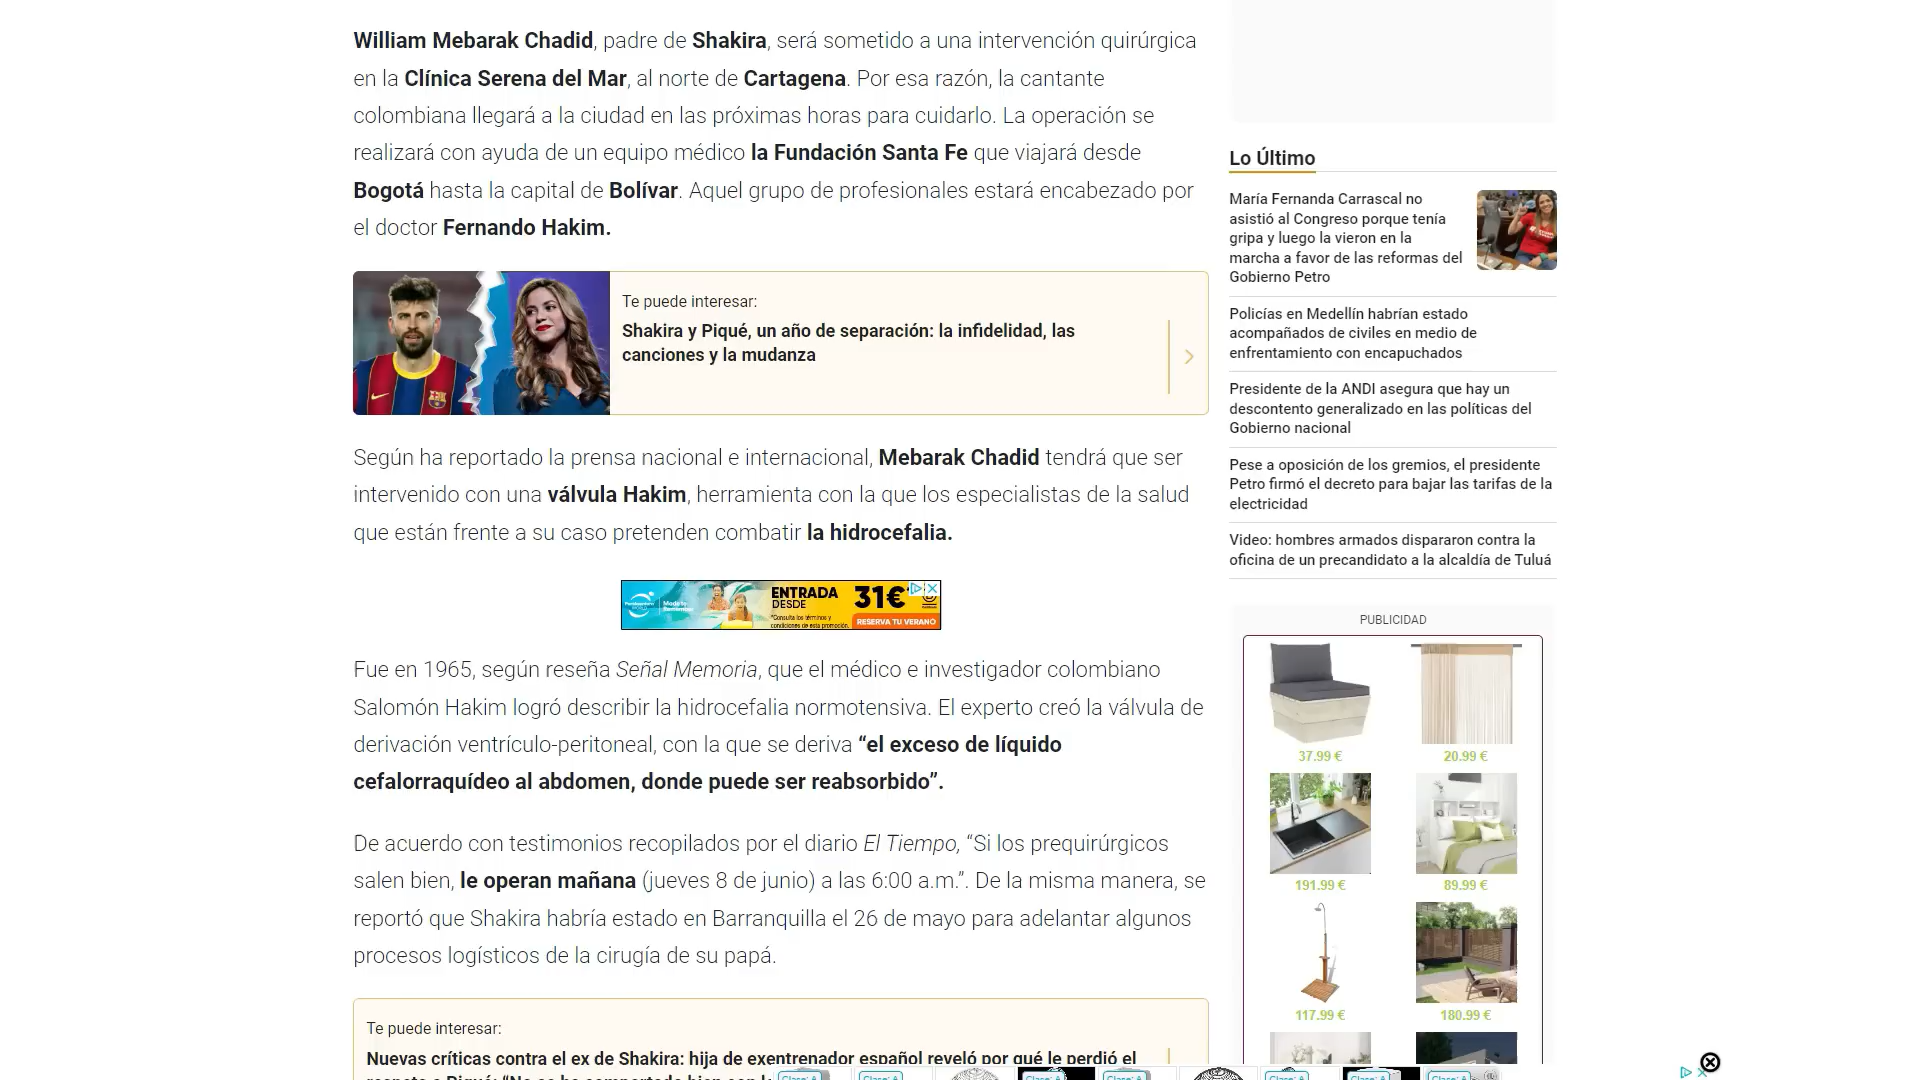 William Mebarak Chadid, padre de Shakira, será sometido a una intervención quirúrgica
en la Clínica Serena del Mar, al norte de Cartagena. Por esa razón, la cantante
colombiana llegará a la ciudad en las próximas horas para cuidarlo. La operación se
realizará con ayuda de un equipo médico la Fundación Santa Fe que viajará desde
Bogotá hasta la capital de Bolívar. Aquel grupo de profesionales estará encabezado por
el doctor Fernando Hakim.
Te puede interesar:
Shakira y Piqué, un año de separación: la infidelidad, las
canciones y la mudanza
Según ha reportado la prensa nacional e internacional, Mebarak Chadid tendrá que ser
intervenido con una válvula Hakim, herramienta con la que los especialistas de la salud
que están frente a su caso pretenden combatir la hidrocefalia.
ENTRADA
DESDE
31€
*Consulta los términos y
condiciones de esta promoción.
RESERVA TU VERANO
Fue en 1965, según reseña Señal Memoria, que el médico e investigador colombiano
Salomón Hakim logró describir la hidrocefalia normotensiva. El experto creó la válvula de
derivación ventrículo-peritoneal, con la que se deriva “el exceso de líquido
cefalorraquídeo al abdomen, donde puede ser reabsorbido”.
De acuerdo con testimonios recopilados por el diario El Tiempo, “Si los prequirúrgicos
salen bien, le operan mañana (jueves 8 de junio) a las 6:00 a.m.”. De la misma manera, se
reportó que Shakira habría estado en Barranquilla el 26 de mayo para adelantar algunos
procesos logísticos de la cirugía de su papá.
Te puede interesar:
Nuevas críticas contra el ex de Shakira: hija de exentrenador español reveló por qué le perdió el
Lo Último
María Fernanda Carrascal no
asistió al Congreso porque tenía
gripa y luego la vieron en la
marcha a favor de las reformas del
Gobierno Petro
Policías en Medellín habrían estado
acompañados de civiles en medio de
enfrentamiento con encapuchados
Presidente de la ANDI asegura que hay un
descontento generalizado en las políticas del
Gobierno nacional
Pese a oposición de los gremios, el presidente
Petro firmó el decreto para bajar las tarifas de la
electricidad
Video: hombres armados dispararon contra la
oficina de un precandidato a la alcaldía de Tuluá
PUBLICIDAD
37.99 €
20.99 €
191.99 €
89.99 €
117.99 €
180.99 €